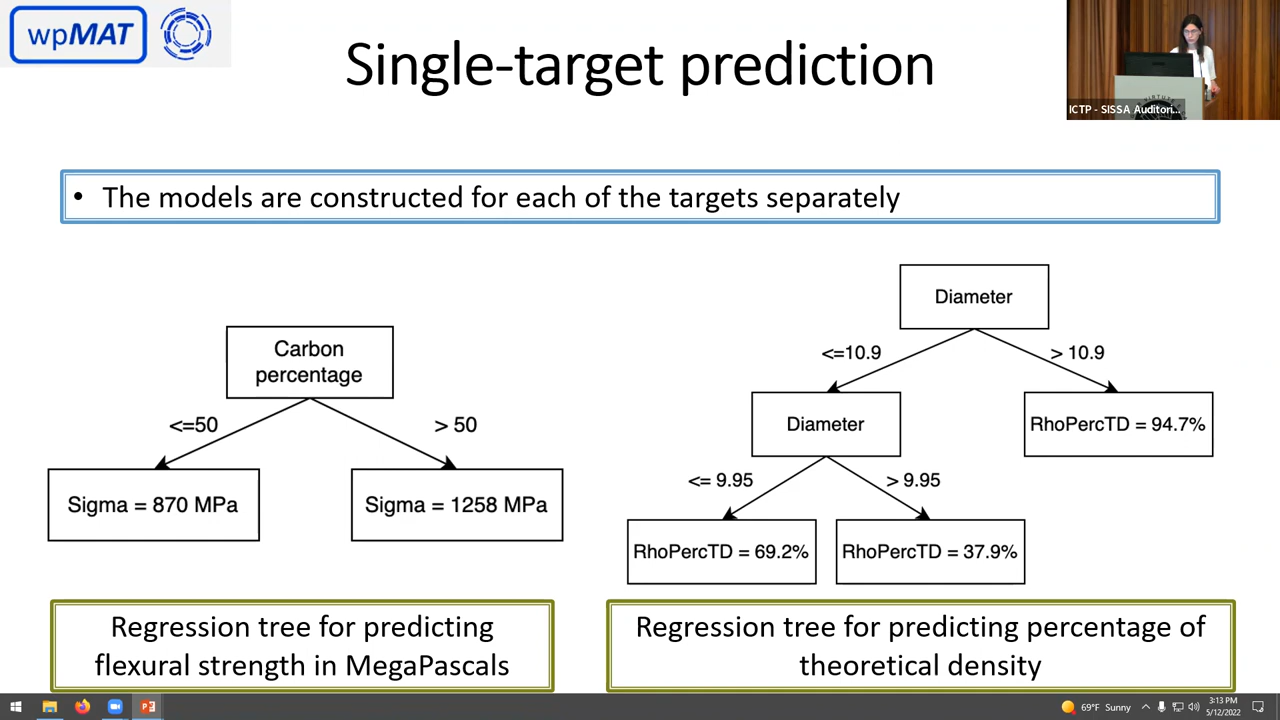 wpMAT
Single-target prediction
ICTP - SISSA Auditori...
• The models are constructed for each of the targets separately
Carbon
percentage
<=50
> 50
Sigma = 870 MPa
Sigma = 1258 MPa
Diameter
<=10.9
> 10.9
Diameter
RhoPercTD = 94.7%
<= 9.95
> 9.95
RhoPercTD = 69.2%
RhoPercTD = 37.9%
Regression tree for predicting
flexural strength in MegaPascals
Regression tree for predicting percentage of
theoretical density
69°F Sunny
3:13 PM
5/12/2022